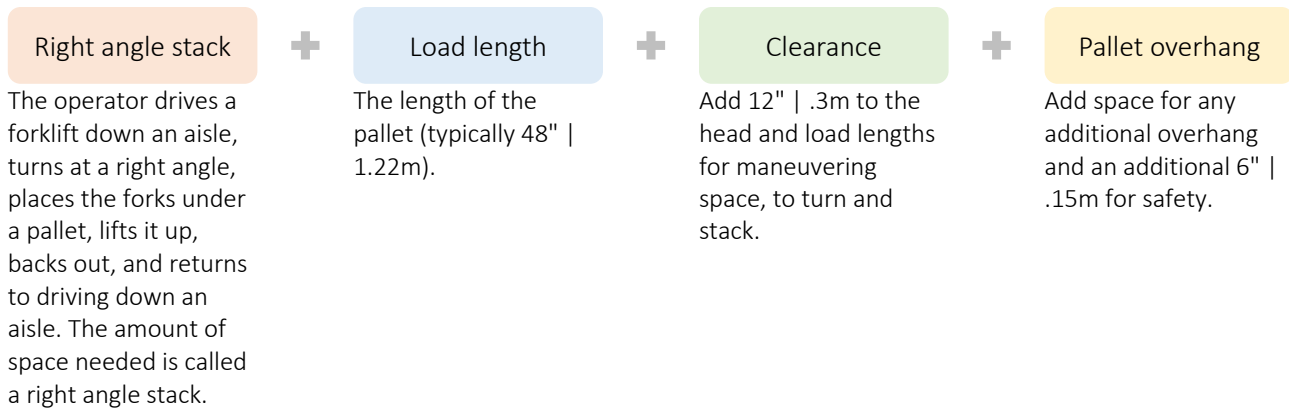 Right angle stack
The operator drives a
forklift down an aisle,
turns at a right angle,
places the forks under
a pallet, lifts it up,
backs out, and returns
to driving down an
aisle. The amount of
space needed is called
a right angle stack.
Load length
The length of the
pallet (typically 48" |
1.22m).
Clearance
Add 12" | .3m to the
head and load lengths
for maneuvering
space, to turn and
stack.
Pallet overhang
Add space for any
additional overhang
and an additional 6" |
.15m for safety.